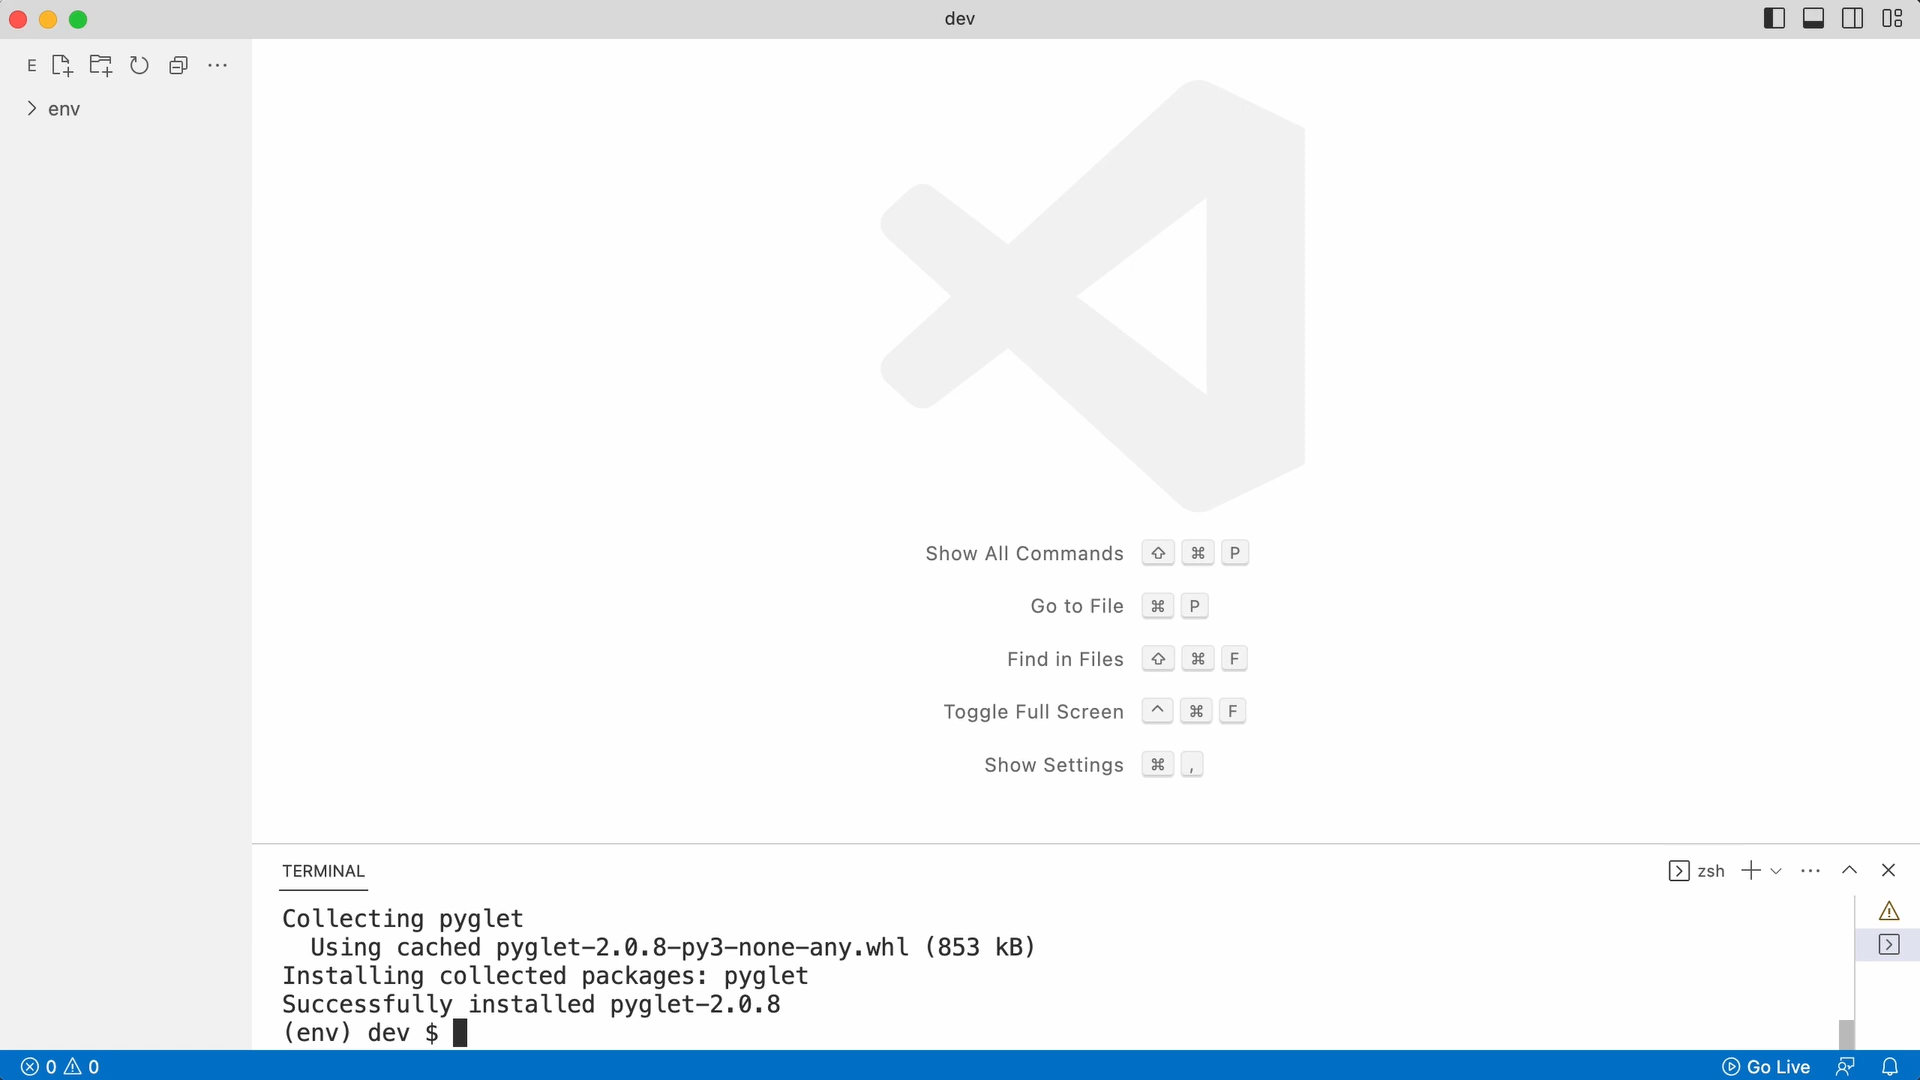 dev
E
env
Show All Commands ⇧ ⌘ P
Go to File ⌘ P
Find in Files ⇧ ⌘ F
Toggle Full Screen ^ ⌘ F
Show Settings ⌘ ,
TERMINAL
zsh
Collecting pyglet
  Using cached pyglet-2.0.8-py3-none-any.whl (853 kB)
Installing collected packages: pyglet
Successfully installed pyglet-2.0.8
(env) dev $
0 0
Go Live